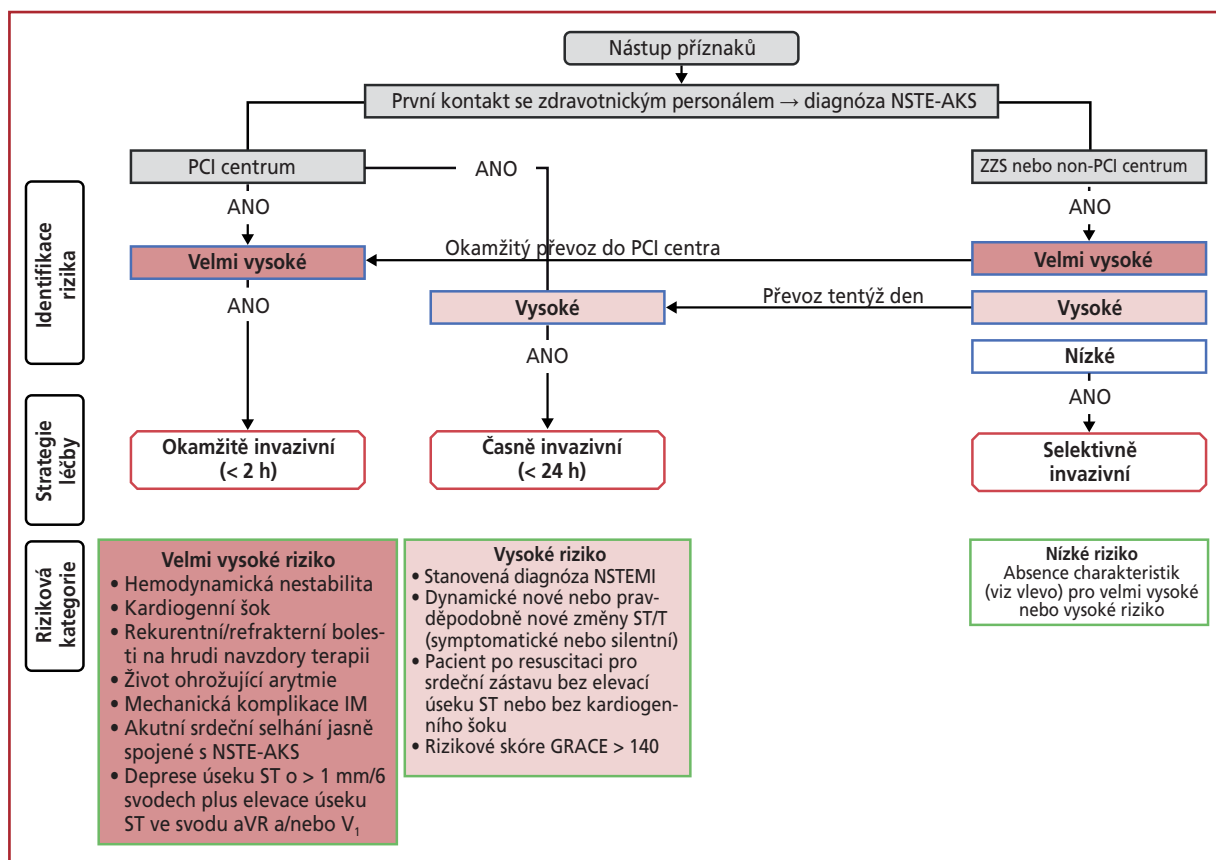 Nástup příznaků
První kontakt se zdravotnickým personálem → diagnóza NSTE-AKS
PCI centrum
ANO
ZZS nebo non-PCI centrum
ANO
ANO
Identifikace
rizika
Okamžitý převoz do PCI centra
Velmi vysoké
Velmi vysoké
ANO
Převoz tentýž den
Vysoké
Vysoké
ANO
Nízké
ANO
Strategie
léčby
Okamžitě invazivní
(< 2 h)
Časně invazivní
(< 24 h)
Selektivně
invazivní
Riziková
kategorie
Velmi vysoké riziko
• Hemodynamická nestabilita
• Kardiogenní šok
• Rekurentní/refrakterní boles-
ti na hrudi navzdory terapii
• Život ohrožující arytmie
• Mechanická komplikace IM
• Akutní srdeční selhání jasně
spojené s NSTE-AKS
• Deprese úseku ST o > 1 mm/6
svodech plus elevace úseku
ST ve svodu aVR a/nebo V₁
Vysoké riziko
• Stanovená diagnóza NSTEMI
• Dynamické nové nebo prav-
děpodobně nové změny ST/T
(symptomatické nebo silentní)
• Pacient po resuscitaci pro
srdeční zástavu bez elevací
úseku ST nebo bez kardiogen-
ního šoku
• Rizikové skóre GRACE > 140
Nízké riziko
Absence charakteristik
(viz vlevo) pro velmi vysoké
nebo vysoké riziko